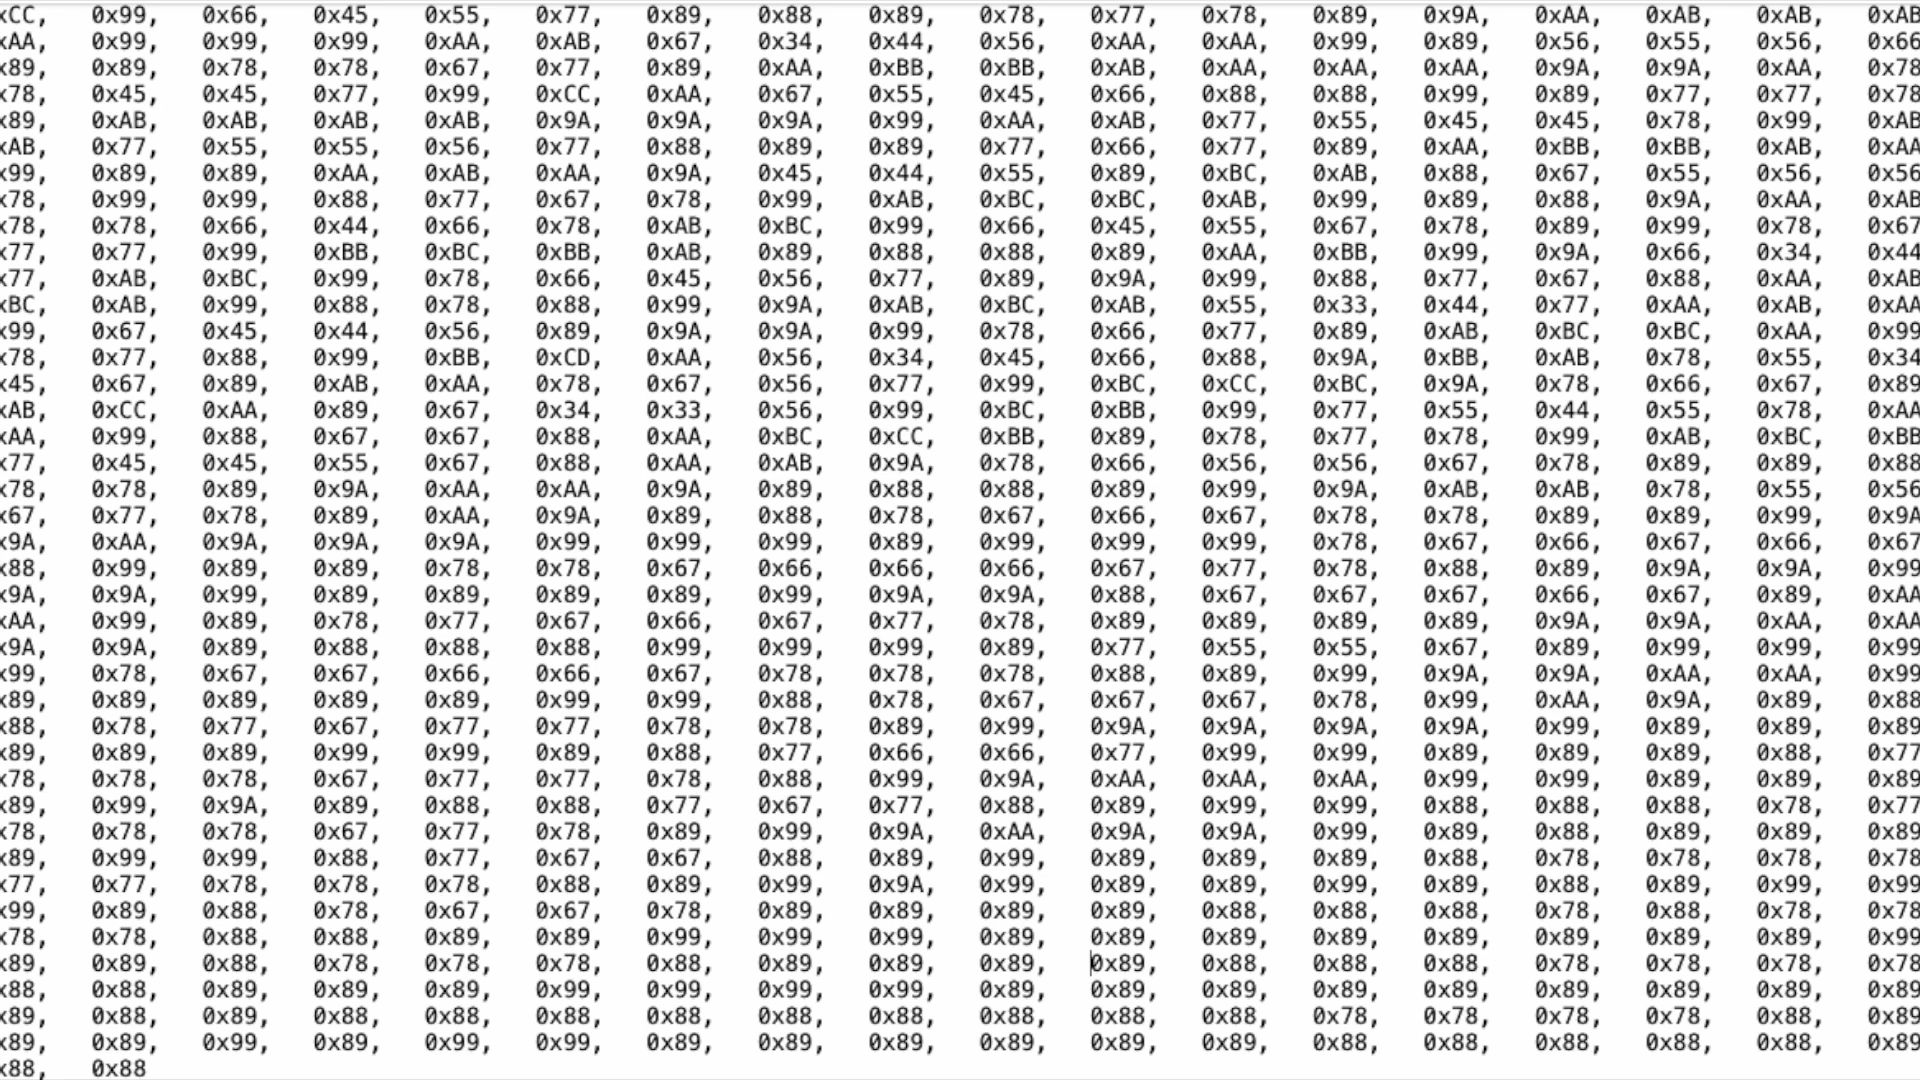 xCC, 0x99, 0x66, 0x45, 0x55, 0x77, 0x89, 0x88, 0x89, 0x78, 0x77, 0x78, 0x89, 0x9A, 0xAA, 0xAB, 0xAB, 0xAB
xAA, 0x99, 0x99, 0x99, 0xAA, 0xAB, 0x67, 0x34, 0x44, 0x56, 0xAA, 0xAA, 0x99, 0x89, 0x56, 0x55, 0x56, 0x66
x89, 0x89, 0x78, 0x78, 0x67, 0x77, 0x89, 0xAA, 0xBB, 0xBB, 0xAB, 0xAA, 0xAA, 0xAA, 0x9A, 0x9A, 0xAA, 0x78
x78, 0x45, 0x45, 0x77, 0x99, 0xCC, 0xAA, 0x67, 0x55, 0x45, 0x66, 0x88, 0x88, 0x99, 0x89, 0x77, 0x77, 0x78
x89, 0xAB, 0xAB, 0xAB, 0xAB, 0x9A, 0x9A, 0x9A, 0x99, 0xAA, 0xAB, 0x77, 0x55, 0x45, 0x45, 0x78, 0x99, 0xAB
xAB, 0x77, 0x55, 0x55, 0x56, 0x77, 0x88, 0x89, 0x89, 0x77, 0x66, 0x77, 0x89, 0xAA, 0xBB, 0xBB, 0xAB, 0xAA
x99, 0x89, 0x89, 0xAA, 0xAB, 0xAA, 0x9A, 0x45, 0x44, 0x55, 0x89, 0xBC, 0xAB, 0x88, 0x67, 0x55, 0x56, 0x56
x78, 0x99, 0x99, 0x88, 0x77, 0x67, 0x78, 0x99, 0xAB, 0xBC, 0xBC, 0xAB, 0x99, 0x89, 0x88, 0x9A, 0xAA, 0xAB
x78, 0x78, 0x66, 0x44, 0x66, 0x78, 0xAB, 0xBC, 0x99, 0x66, 0x45, 0x55, 0x67, 0x78, 0x89, 0x99, 0x78, 0x67
x77, 0x77, 0x99, 0xBB, 0xBC, 0xBB, 0xAB, 0x89, 0x88, 0x88, 0x89, 0xAA, 0xBB, 0x99, 0x9A, 0x66, 0x34, 0x44
x77, 0xAB, 0xBC, 0x99, 0x78, 0x66, 0x45, 0x56, 0x77, 0x89, 0x9A, 0x99, 0x88, 0x77, 0x67, 0x88, 0xAA, 0xAB
xBC, 0xAB, 0x99, 0x88, 0x78, 0x88, 0x99, 0x9A, 0xAB, 0xBC, 0xAB, 0x55, 0x33, 0x44, 0x77, 0xAA, 0xAB, 0xAA
x99, 0x67, 0x45, 0x44, 0x56, 0x89, 0x9A, 0x9A, 0x99, 0x78, 0x66, 0x77, 0x89, 0xAB, 0xBC, 0xBC, 0xAA, 0x99
x78, 0x77, 0x88, 0x99, 0xBB, 0xCD, 0xAA, 0x56, 0x34, 0x45, 0x66, 0x88, 0x9A, 0xBB, 0xAB, 0x78, 0x55, 0x34
x45, 0x67, 0x89, 0xAB, 0xAA, 0x78, 0x67, 0x56, 0x77, 0x99, 0xBC, 0xCC, 0xBC, 0x9A, 0x78, 0x66, 0x67, 0x89
xAB, 0xCC, 0xAA, 0x89, 0x67, 0x34, 0x33, 0x56, 0x99, 0xBC, 0xBB, 0x99, 0x77, 0x55, 0x44, 0x55, 0x78, 0xAA
xAA, 0x99, 0x88, 0x67, 0x67, 0x88, 0xAA, 0xBC, 0xCC, 0xBB, 0x89, 0x78, 0x77, 0x78, 0x99, 0xAB, 0xBC, 0xBB
x77, 0x45, 0x45, 0x55, 0x67, 0x88, 0xAA, 0xAB, 0x9A, 0x78, 0x66, 0x56, 0x56, 0x67, 0x78, 0x89, 0x89, 0x88
x78, 0x78, 0x89, 0x9A, 0xAA, 0xAA, 0x9A, 0x89, 0x88, 0x88, 0x89, 0x99, 0x9A, 0xAB, 0xAB, 0x78, 0x55, 0x56
x67, 0x77, 0x78, 0x89, 0xAA, 0x9A, 0x89, 0x88, 0x78, 0x67, 0x66, 0x67, 0x78, 0x78, 0x89, 0x89, 0x99, 0x9A
x9A, 0xAA, 0x9A, 0x9A, 0x9A, 0x99, 0x99, 0x99, 0x89, 0x99, 0x99, 0x99, 0x78, 0x67, 0x66, 0x67, 0x66, 0x67
x88, 0x99, 0x89, 0x89, 0x78, 0x78, 0x67, 0x66, 0x66, 0x66, 0x67, 0x77, 0x78, 0x88, 0x89, 0x9A, 0x9A, 0x99
x9A, 0x9A, 0x99, 0x89, 0x89, 0x89, 0x89, 0x99, 0x9A, 0x9A, 0x88, 0x67, 0x67, 0x67, 0x66, 0x67, 0x89, 0xAA
xAA, 0x99, 0x89, 0x78, 0x77, 0x67, 0x66, 0x67, 0x77, 0x78, 0x89, 0x89, 0x89, 0x89, 0x9A, 0x9A, 0xAA, 0xAA
x9A, 0x9A, 0x89, 0x88, 0x88, 0x88, 0x99, 0x99, 0x99, 0x89, 0x77, 0x55, 0x55, 0x67, 0x89, 0x99, 0x99, 0x99
x99, 0x78, 0x67, 0x67, 0x66, 0x66, 0x67, 0x78, 0x78, 0x78, 0x88, 0x89, 0x99, 0x9A, 0x9A, 0xAA, 0xAA, 0x99
x89, 0x89, 0x89, 0x89, 0x99, 0x99, 0x88, 0x78, 0x67, 0x67, 0x67, 0x78, 0x99, 0xAA, 0x9A, 0x89, 0x88
x88, 0x78, 0x77, 0x67, 0x77, 0x77, 0x78, 0x78, 0x89, 0x99, 0x9A, 0x9A, 0x9A, 0x9A, 0x99, 0x89, 0x89, 0x89
x89, 0x89, 0x89, 0x99, 0x99, 0x89, 0x88, 0x77, 0x66, 0x66, 0x77, 0x99, 0x99, 0x89, 0x89, 0x89, 0x88, 0x77
x78, 0x78, 0x78, 0x67, 0x77, 0x77, 0x78, 0x88, 0x99, 0x9A, 0xAA, 0xAA, 0xAA, 0x99, 0x99, 0x89, 0x89, 0x89
x89, 0x99, 0x9A, 0x89, 0x88, 0x88, 0x77, 0x67, 0x77, 0x88, 0x89, 0x99, 0x99, 0x88, 0x88, 0x88, 0x78, 0x77
x78, 0x78, 0x78, 0x67, 0x77, 0x78, 0x89, 0x99, 0x9A, 0xAA, 0x9A, 0x9A, 0x99, 0x89, 0x88, 0x89, 0x89, 0x89
x89, 0x99, 0x99, 0x88, 0x77, 0x67, 0x67, 0x88, 0x89, 0x99, 0x89, 0x89, 0x89, 0x88, 0x78, 0x78, 0x78, 0x78
x77, 0x77, 0x78, 0x78, 0x78, 0x88, 0x89, 0x99, 0x9A, 0x99, 0x89, 0x89, 0x99, 0x89, 0x88, 0x89, 0x99, 0x99
x99, 0x89, 0x88, 0x78, 0x67, 0x67, 0x78, 0x89, 0x89, 0x89, 0x89, 0x88, 0x88, 0x88, 0x78, 0x88, 0x78, 0x78
x78, 0x78, 0x88, 0x88, 0x89, 0x89, 0x99, 0x99, 0x99, 0x89, 0x89, 0x89, 0x89, 0x89, 0x89, 0x89, 0x89, 0x99
x89, 0x89, 0x88, 0x78, 0x78, 0x78, 0x88, 0x89, 0x89, 0x89, 0x89, 0x88, 0x88, 0x88, 0x78, 0x78, 0x78, 0x78
x88, 0x88, 0x89, 0x89, 0x89, 0x99, 0x99, 0x99, 0x99, 0x89, 0x89, 0x89, 0x89, 0x89, 0x89, 0x89, 0x89, 0x89
x89, 0x88, 0x89, 0x88, 0x88, 0x88, 0x88, 0x88, 0x88, 0x88, 0x88, 0x88, 0x78, 0x78, 0x78, 0x78, 0x88, 0x89
x89, 0x89, 0x99, 0x89, 0x99, 0x99, 0x89, 0x89, 0x89, 0x89, 0x89, 0x89, 0x88, 0x88, 0x88, 0x88, 0x88, 0x89
x88, 0x88